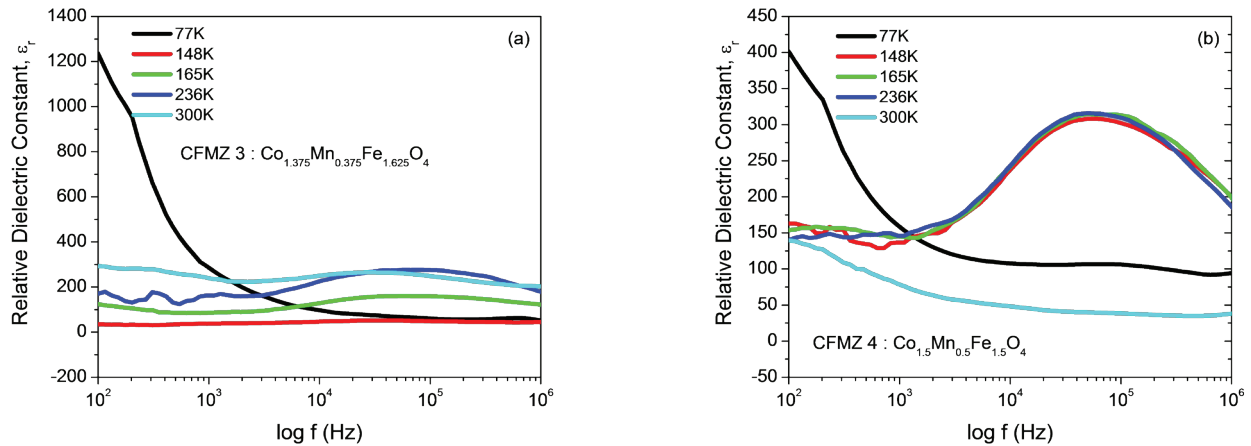 1400
1200
1000
800
600
400
200
0
-200
Relative Dielectric Constant, εᵣ
77K
148K
165K
236K
300K
(a)
CFMZ 3 : Co₁.₃₇₅Mn₀.₃₇₅Fe₁.₆₂₅O₄
10² 10³ 10⁴ 10⁵ 10⁶
log f (Hz)
450
400
350
300
250
200
150
100
50
0
-50
Relative Dielectric Constant, εᵣ
77K
148K
165K
236K
300K
(b)
CFMZ 4 : Co₁.₅Mn₀.₅Fe₁.₅O₄
10² 10³ 10⁴ 10⁵ 10⁶
log f (Hz)